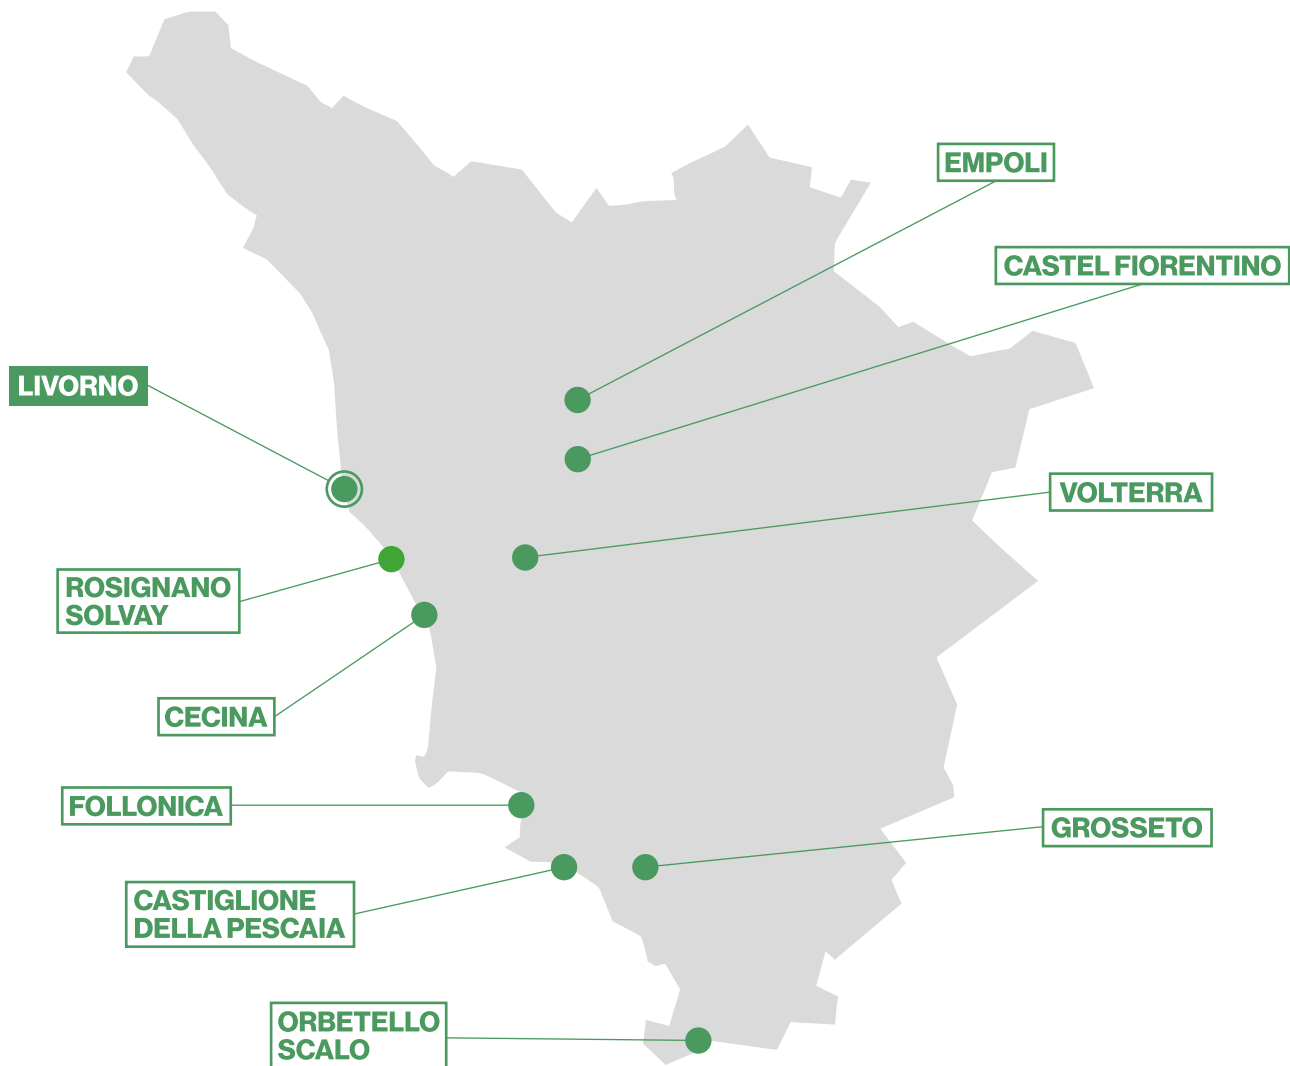 EMPOLI
CASTEL FIORENTINO
LIVORNO
VOLTERRA
ROSIGNANO
SOLVAY
CECINA
FOLLONICA
GROSSETO
CASTIGLIONE
DELLA PESCAIA
ORBETELLO
SCALO